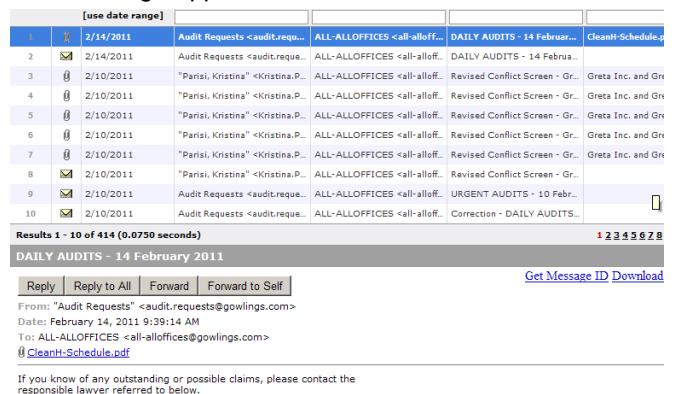 [use date range]
1 2/14/2011 Audit Requests <audit.requ... ALL-ALLOFFICES <all-alloff... DAILY AUDITS - 14 Februar... CleanH-Schedule.p
2 2/14/2011 Audit Requests <audit.reque... ALL-ALLOFFICES <all-alloff... DAILY AUDITS - 14 Februa...
3 2/10/2011 "Parisi, Kristina" <Kristina.P... ALL-ALLOFFICES <all-alloff... Revised Conflict Screen - Gr... Greta Inc. and Gre
4 2/10/2011 "Parisi, Kristina" <Kristina.P... ALL-ALLOFFICES <all-alloff... Revised Conflict Screen - Gr... Greta Inc. and Gre
5 2/10/2011 "Parisi, Kristina" <Kristina.P... ALL-ALLOFFICES <all-alloff... Revised Conflict Screen - Gr... Greta Inc. and Gre
6 2/10/2011 "Parisi, Kristina" <Kristina.P... ALL-ALLOFFICES <all-alloff... Revised Conflict Screen - Gr... Greta Inc. and Gre
7 2/10/2011 "Parisi, Kristina" <Kristina.P... ALL-ALLOFFICES <all-alloff... Revised Conflict Screen - Gr... Greta Inc. and Gre
8 2/10/2011 "Parisi, Kristina" <Kristina.P... ALL-ALLOFFICES <all-alloff... Revised Conflict Screen - Gr...
9 2/10/2011 Audit Requests <audit.reque... ALL-ALLOFFICES <all-alloff... URGENT AUDITS - 10 Febr...
10 2/10/2011 Audit Requests <audit.reque... ALL-ALLOFFICES <all-alloff... Correction - DAILY AUDITS...
Results 1 - 10 of 414 (0.0750 seconds) 1 2 3 4 5 6 7 8
DAILY AUDITS - 14 February 2011
Get Message ID Download
Reply Reply to All Forward Forward to Self
From: "Audit Requests" <audit.requests@gowlings.com>
Date: February 14, 2011 9:39:14 AM
To: ALL-ALLOFFICES <all-alloffices@gowlings.com>
CleanH-Schedule.pdf
If you know of any outstanding or possible claims, please contact the
responsible lawyer referred to below.